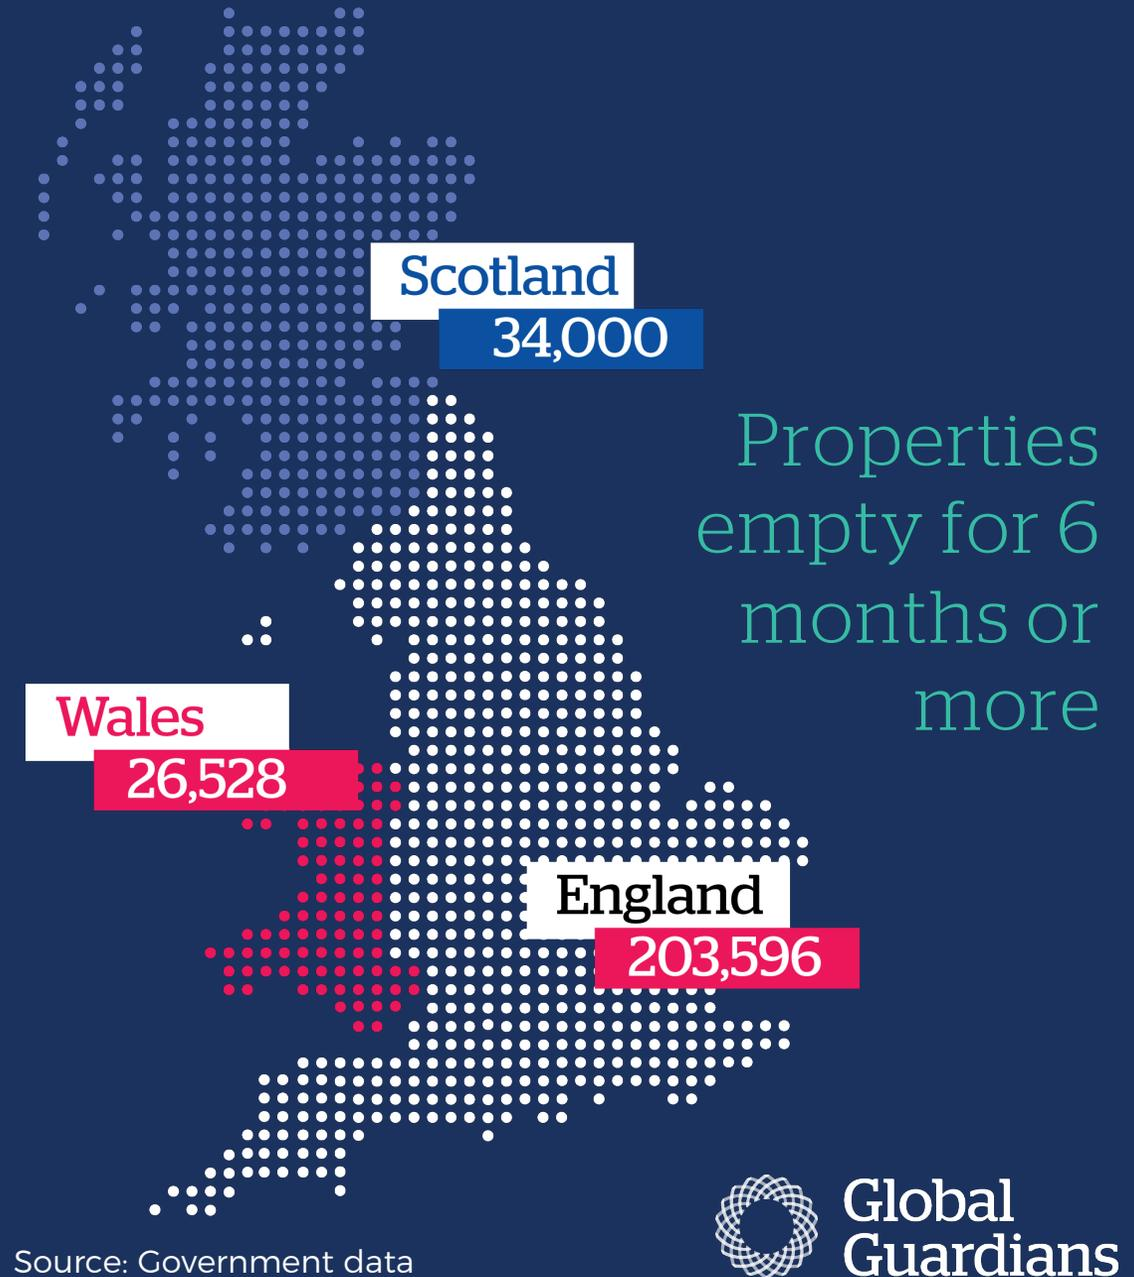 Scotland
34,000
Properties
empty for 6
months or
more
Wales
26,528
England
203,596
Global
Guardians
Source: Government data